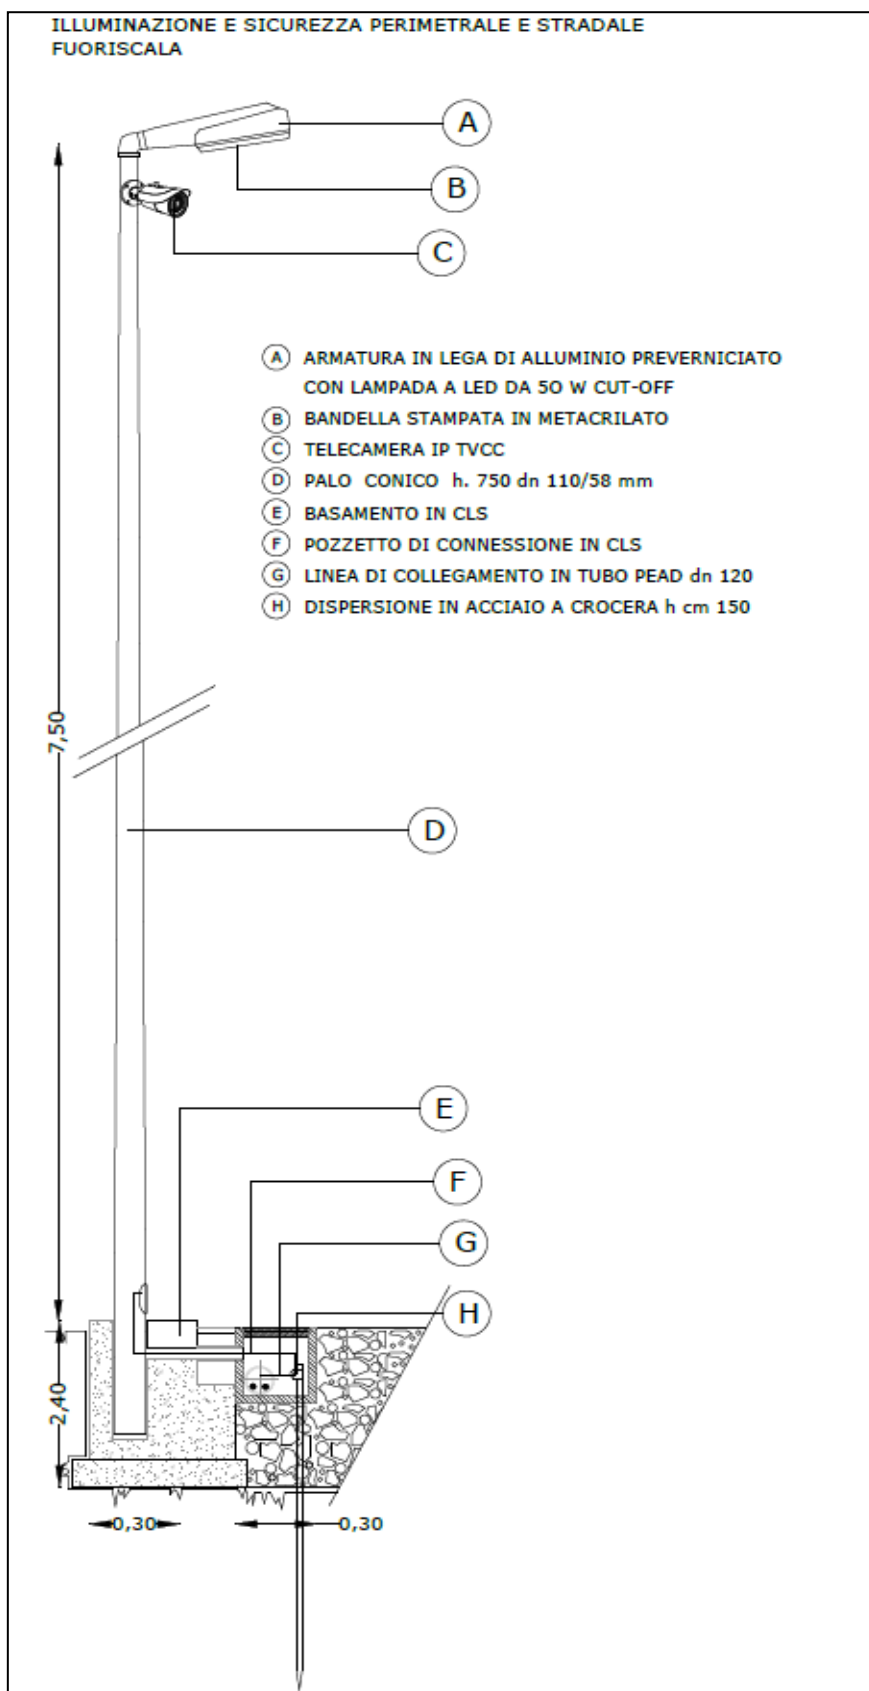 ILLUMINAZIONE E SICUREZZA PERIMETRALE E STRADALE
FUORISCALA
A
B
C
A ARMATURA IN LEGA DI ALLUMINIO PREVERNICIATO
CON LAMPADA A LED DA 50 W CUT-OFF
B BANDELLA STAMPATA IN METACRILATO
C TELECAMERA IP TVCC
D PALO CONICO h. 750 dn 110/58 mm
E BASAMENTO IN CLS
F POZZETTO DI CONNESSIONE IN CLS
G LINEA DI COLLEGAMENTO IN TUBO PEAD dn 120
H DISPERSIONE IN ACCIAIO A CROCERA h cm 150
7,50
D
E
F
G
H
2,40
0,30
0,30